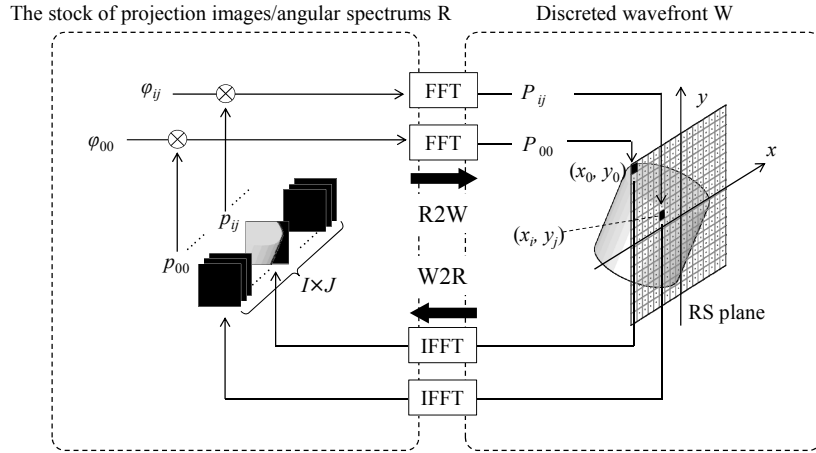 The stock of projection images/angular spectrums R
Discreted wavefront W
φij
FFT
Pij
y
φ00
FFT
P00
x
(x0, y0)
R2W
pij
(xi, yj)
p00
I×J
W2R
RS plane
IFFT
IFFT